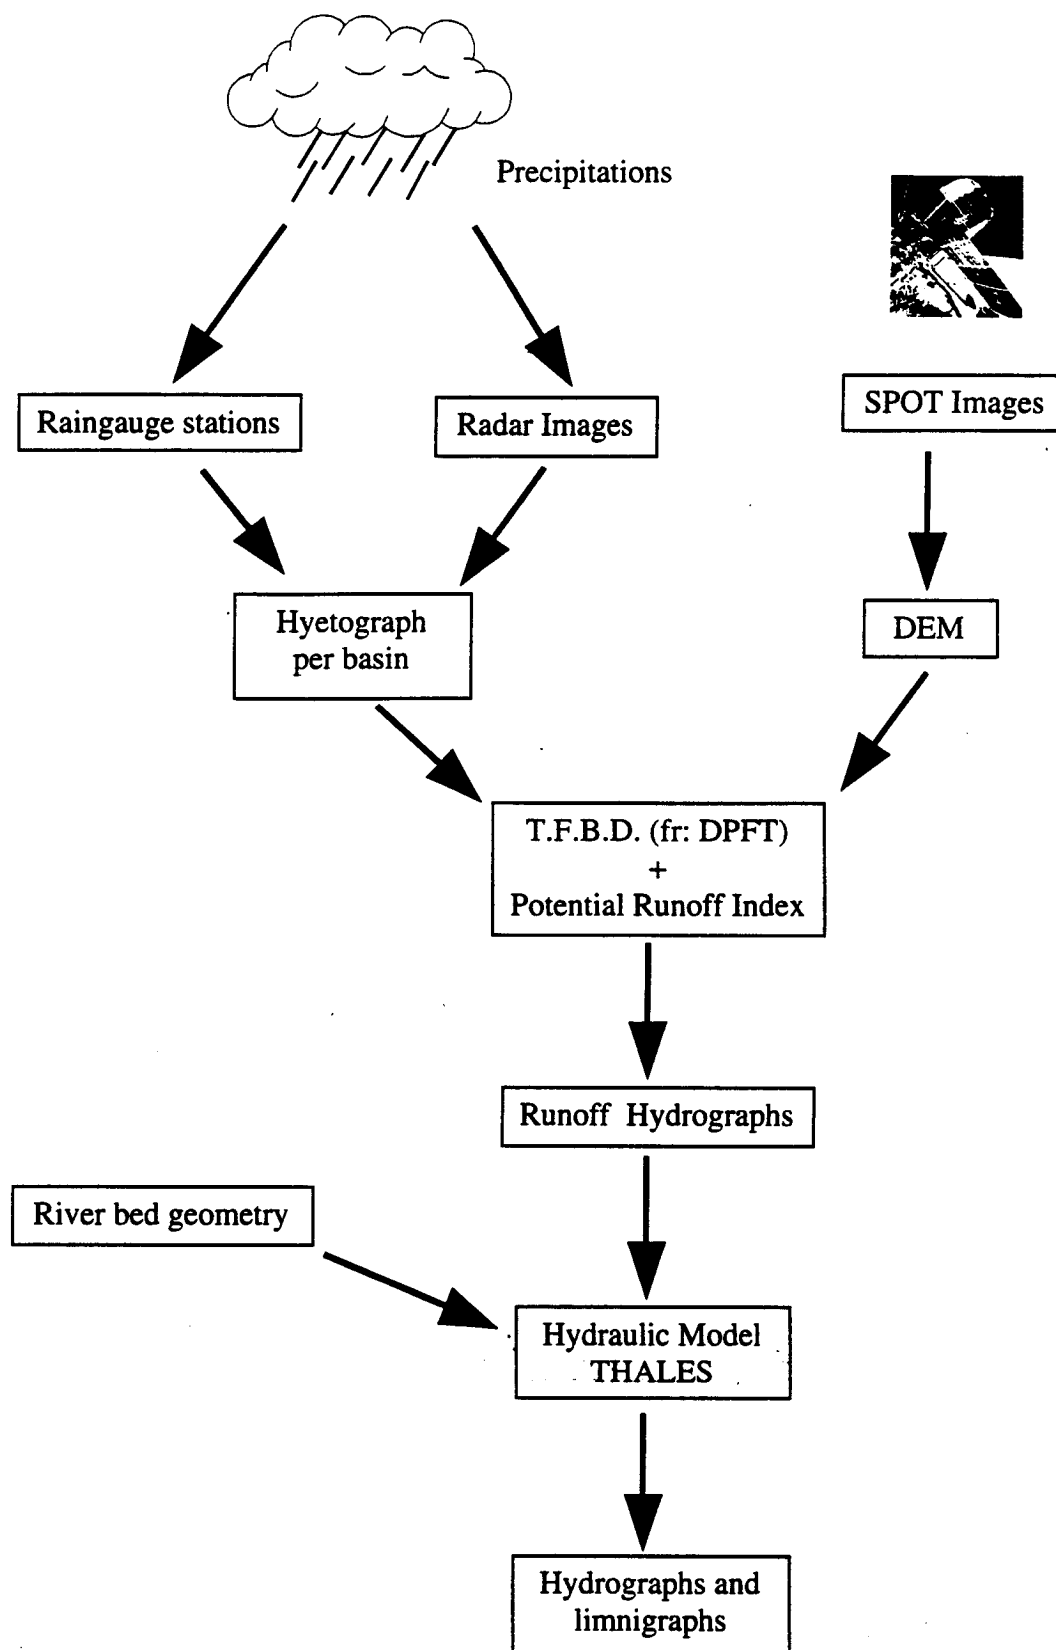 Precipitations
Raingauge stations
Radar Images
SPOT Images
Hyetograph
per basin
DEM
T.F.B.D. (fr: DPFT)
+
Potential Runoff Index
Runoff Hydrographs
River bed geometry
Hydraulic Model
THALES
Hydrographs and
limnigraphs